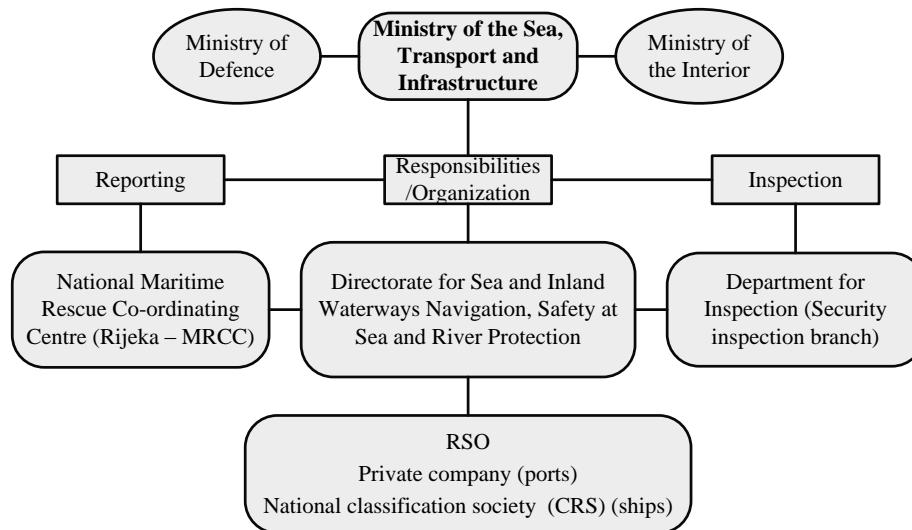 Ministry of
Defence
Ministry of the Sea,
Transport and
Infrastructure
Ministry of
the Interior
Reporting
Responsibilities
/Organization
Inspection
National Maritime
Rescue Co-ordinating
Centre (Rijeka – MRCC)
Directorate for Sea and Inland
Waterways Navigation, Safety at
Sea and River Protection
Department for
Inspection (Security
inspection branch)
RSO
Private company (ports)
National classification society (CRS) (ships)